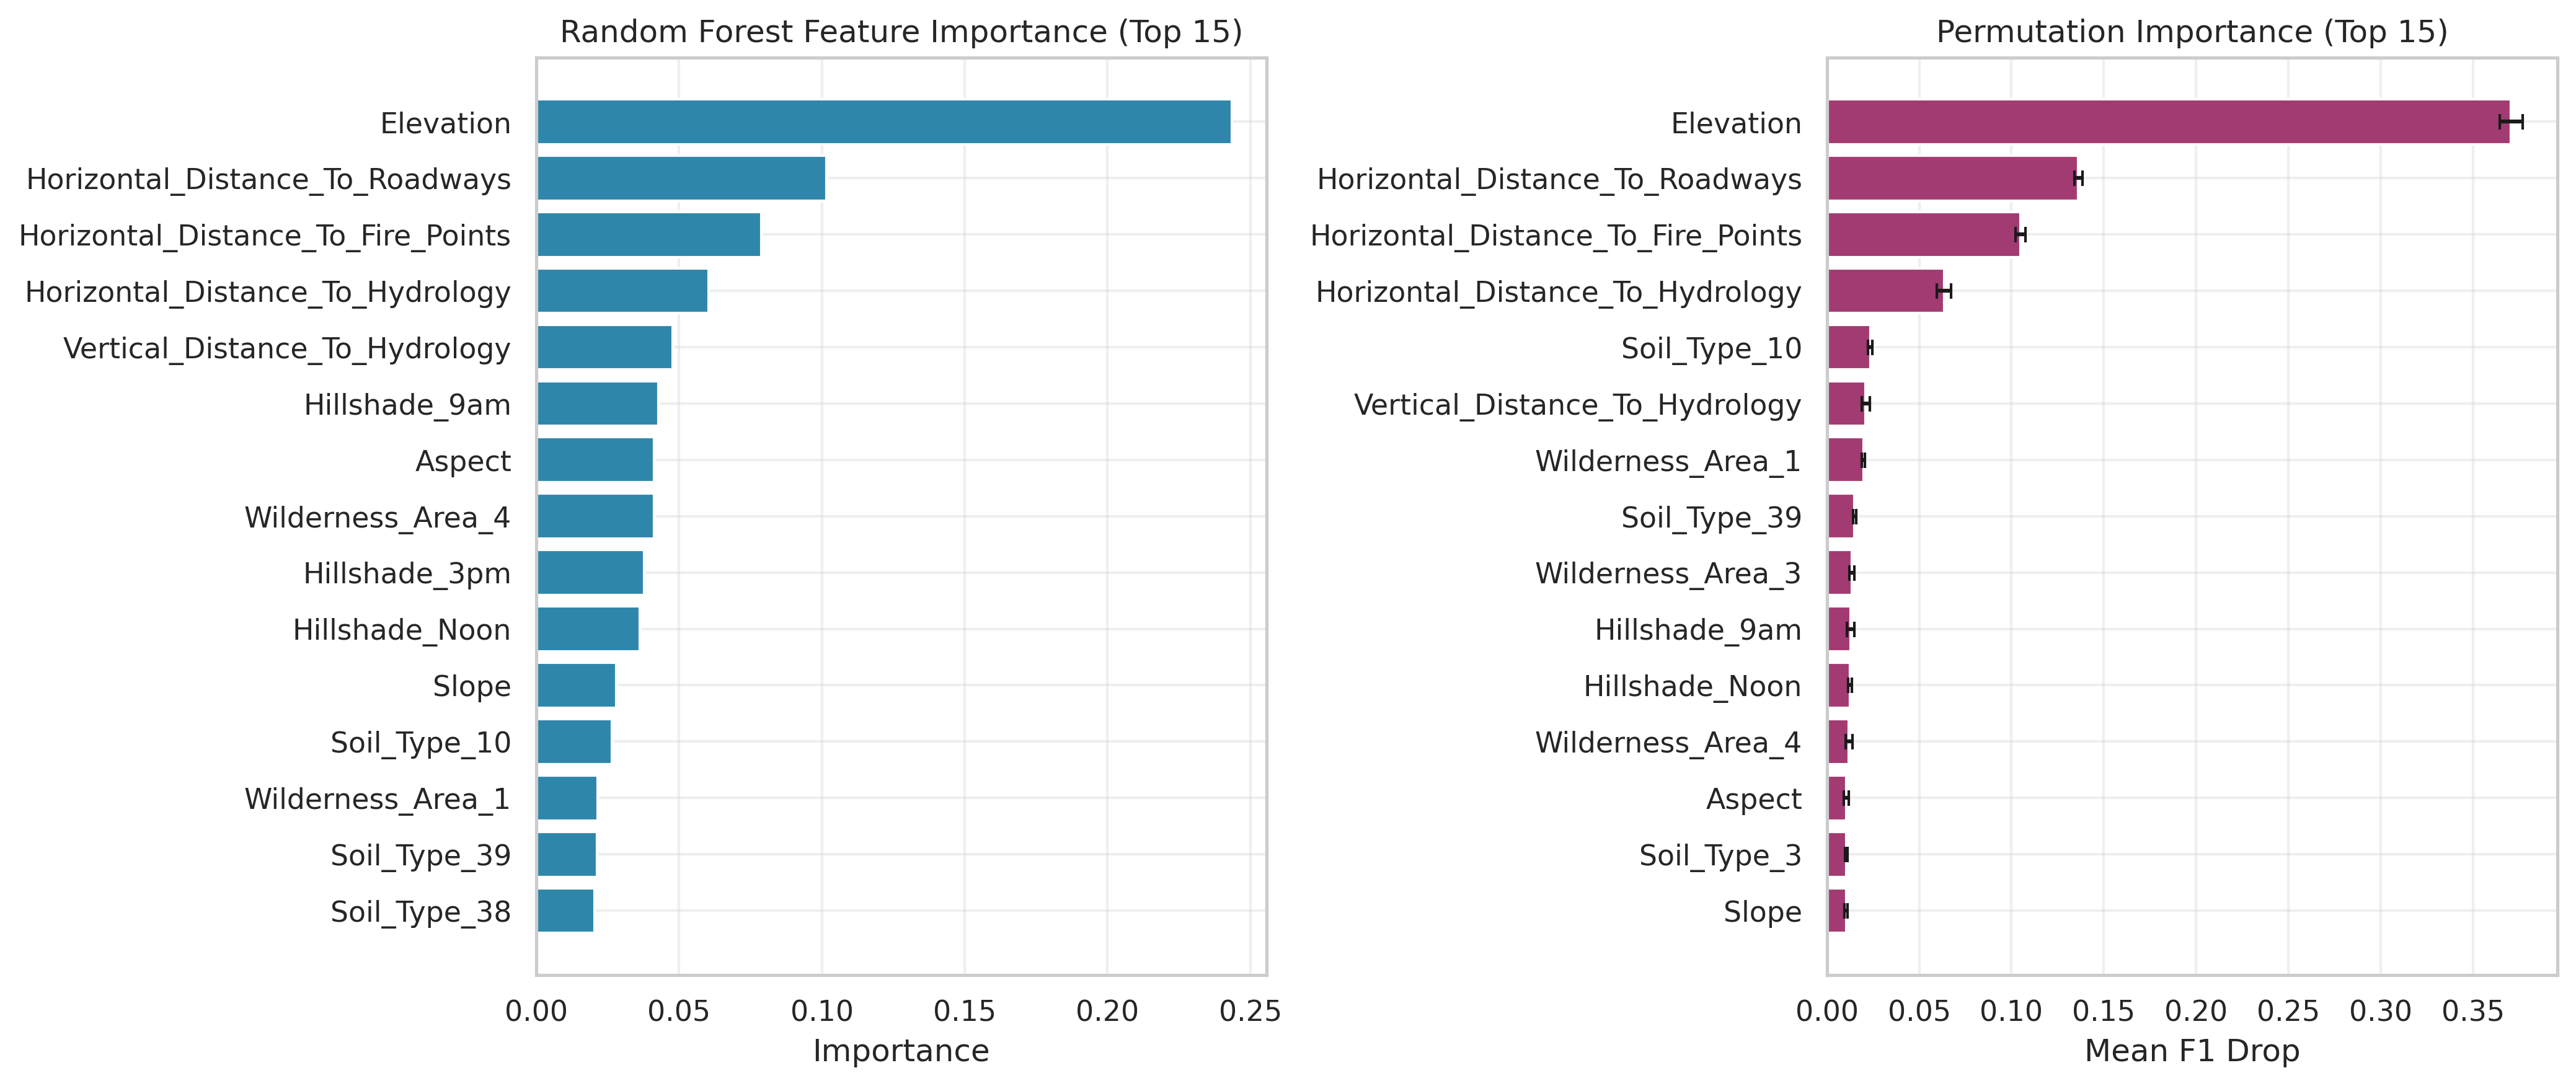 Random Forest Feature Importance (Top 15)
Elevation
Horizontal_Distance_To_Roadways
Horizontal_Distance_To_Fire_Points
Horizontal_Distance_To_Hydrology
Vertical_Distance_To_Hydrology
Hillshade_9am
Aspect
Wilderness_Area_4
Hillshade_3pm
Hillshade_Noon
Slope
Soil_Type_10
Wilderness_Area_1
Soil_Type_39
Soil_Type_38
0.00 0.05 0.10 0.15 0.20 0.25
Importance
Permutation Importance (Top 15)
Elevation
Horizontal_Distance_To_Roadways
Horizontal_Distance_To_Fire_Points
Horizontal_Distance_To_Hydrology
Soil_Type_10
Vertical_Distance_To_Hydrology
Wilderness_Area_1
Soil_Type_39
Wilderness_Area_3
Hillshade_9am
Hillshade_Noon
Wilderness_Area_4
Aspect
Soil_Type_3
Slope
0.00 0.05 0.10 0.15 0.20 0.25 0.30 0.35
Mean F1 Drop